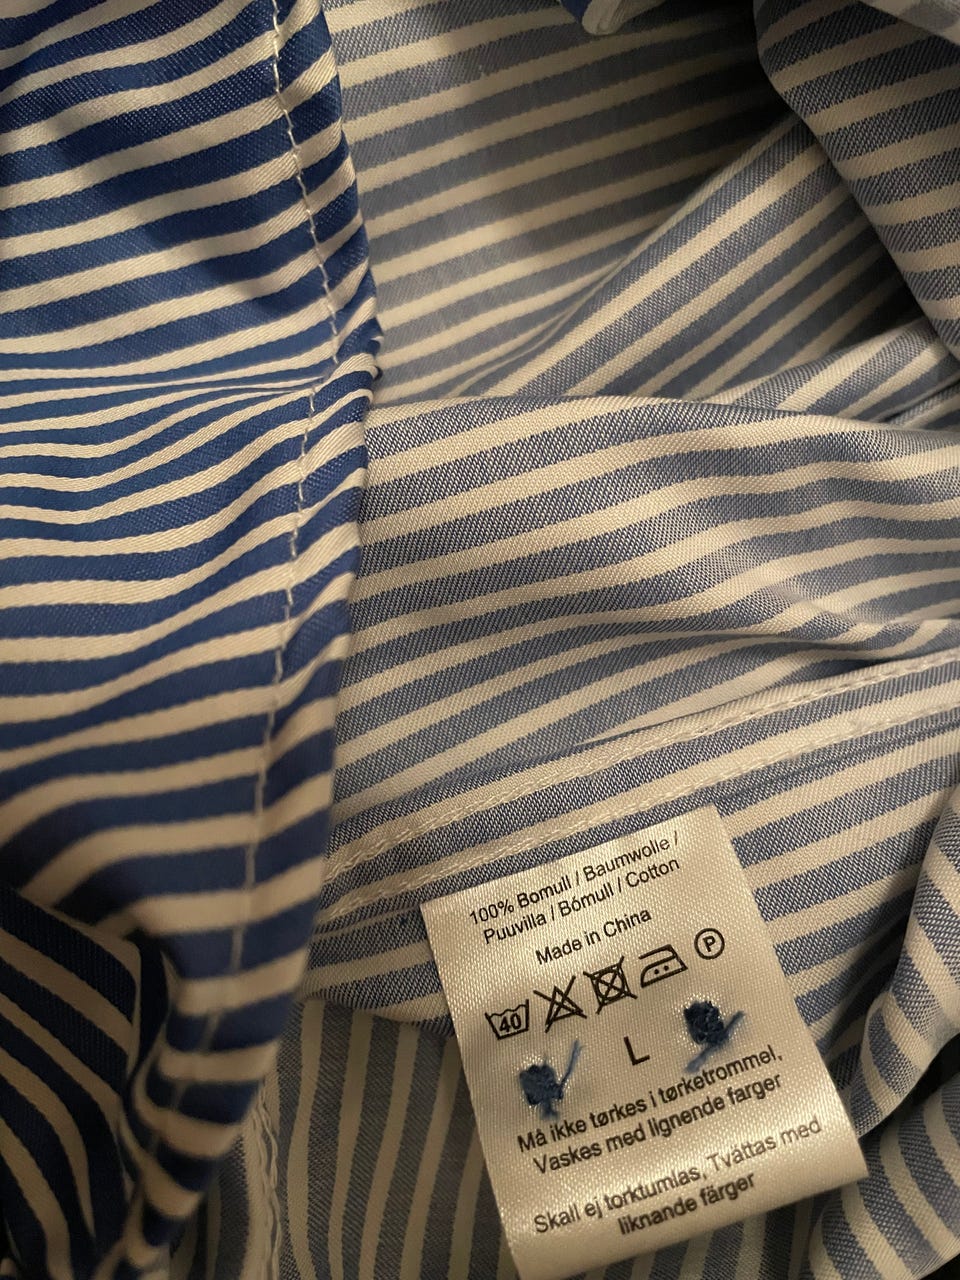 100% Bomull / Baumwolle /
Puuvilla / Bómull / Cotton
Made in China
40
P
L
Må ikke tørkes i tørketrommel,
Vaskes med lignende farger
Skall ej torktumlas, Tvättas med
liknande färger